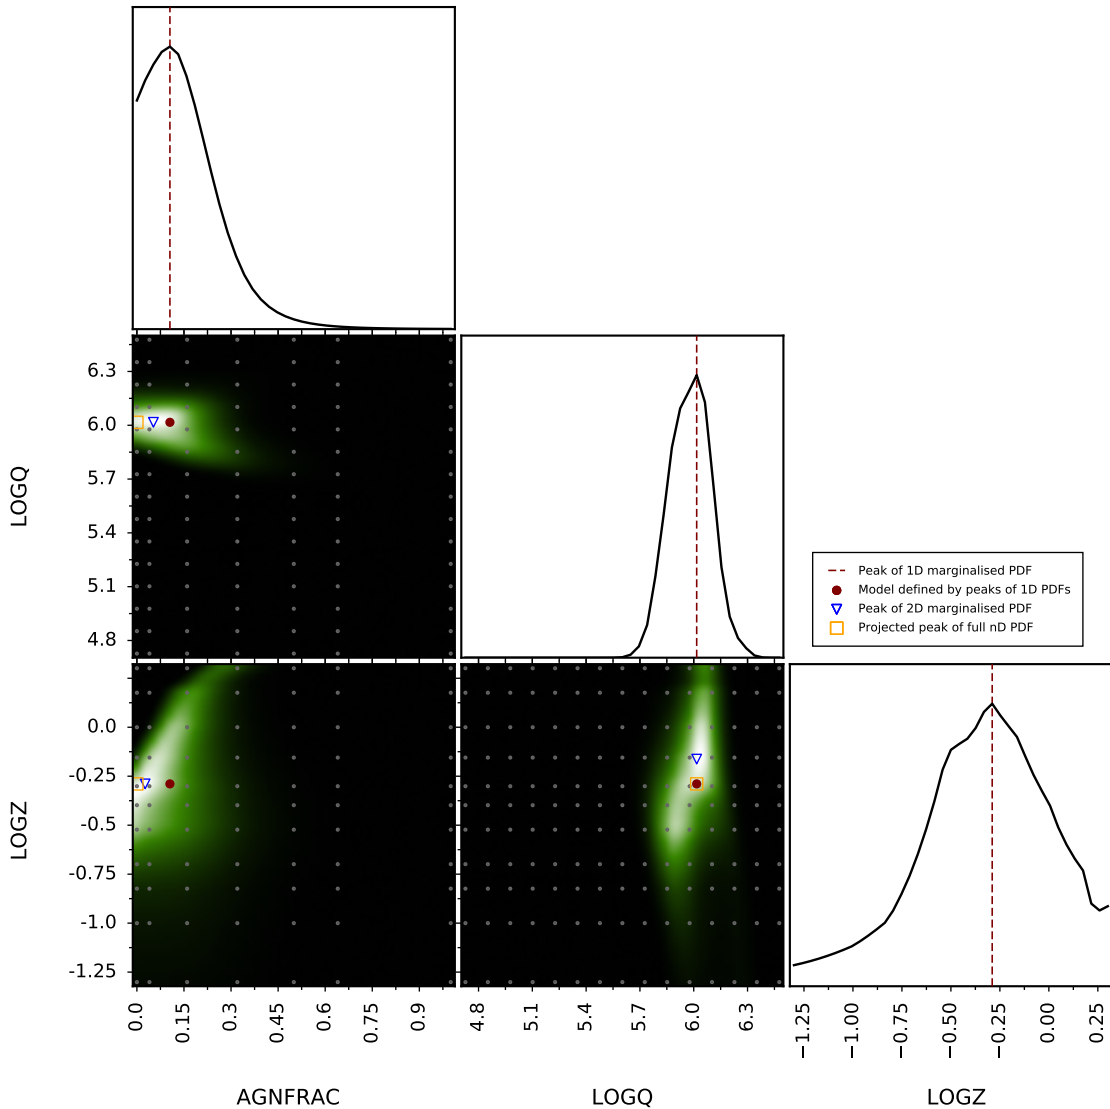 6.3
6.0
5.7
5.4
5.1
4.8
LOGQ
Peak of 1D marginalised PDF
Model defined by peaks of 1D PDFs
Peak of 2D marginalised PDF
Projected peak of full nD PDF
0.0
-0.25
-0.5
-0.75
-1.0
-1.25
LOGZ
0.0 0.15 0.3 0.45 0.6 0.75 0.9
4.8 5.1 5.4 5.7 6.0 6.3
−1.25 −1.00 −0.75 −0.50 −0.25 0.00 0.25
AGNFRAC LOGQ LOGZ